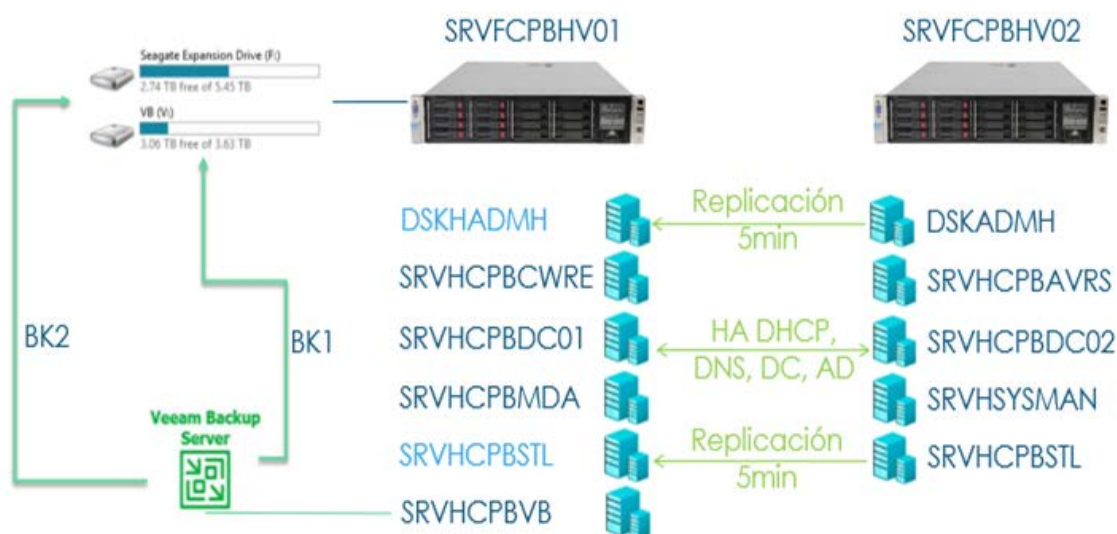 SRVFCPBHV01
SRVFCPBHV02
Seagate Expansion Drive (F:)
2.74 TB free of 5.45 TB
VB (V:)
3.06 TB free of 3.63 TB
DSKHADMH
Replicación
5min
DSKADMH
SRVHCPBCWRE
SRVHCPBAVRS
BK2
BK1
SRVHCPBDC01
HA DHCP,
DNS, DC, AD
SRVHCPBDC02
SRVHCPBMDA
SRVHSYSMAN
Veeam Backup
Server
SRVHCPBSTL
Replicación
5min
SRVHCPBSTL
SRVHCPBVB